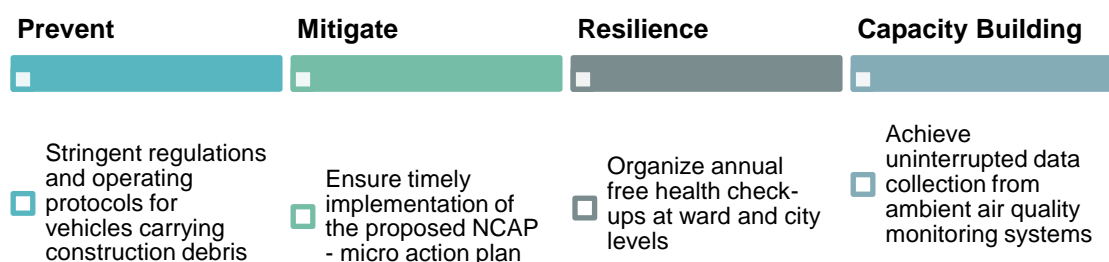 Prevent
Mitigate
Resilience
Capacity Building
Stringent regulations
and operating
protocols for
vehicles carrying
construction debris
Ensure timely
implementation of
the proposed NCAP
- micro action plan
Organize annual
free health check-
ups at ward and city
levels
Achieve
uninterrupted data
collection from
ambient air quality
monitoring systems